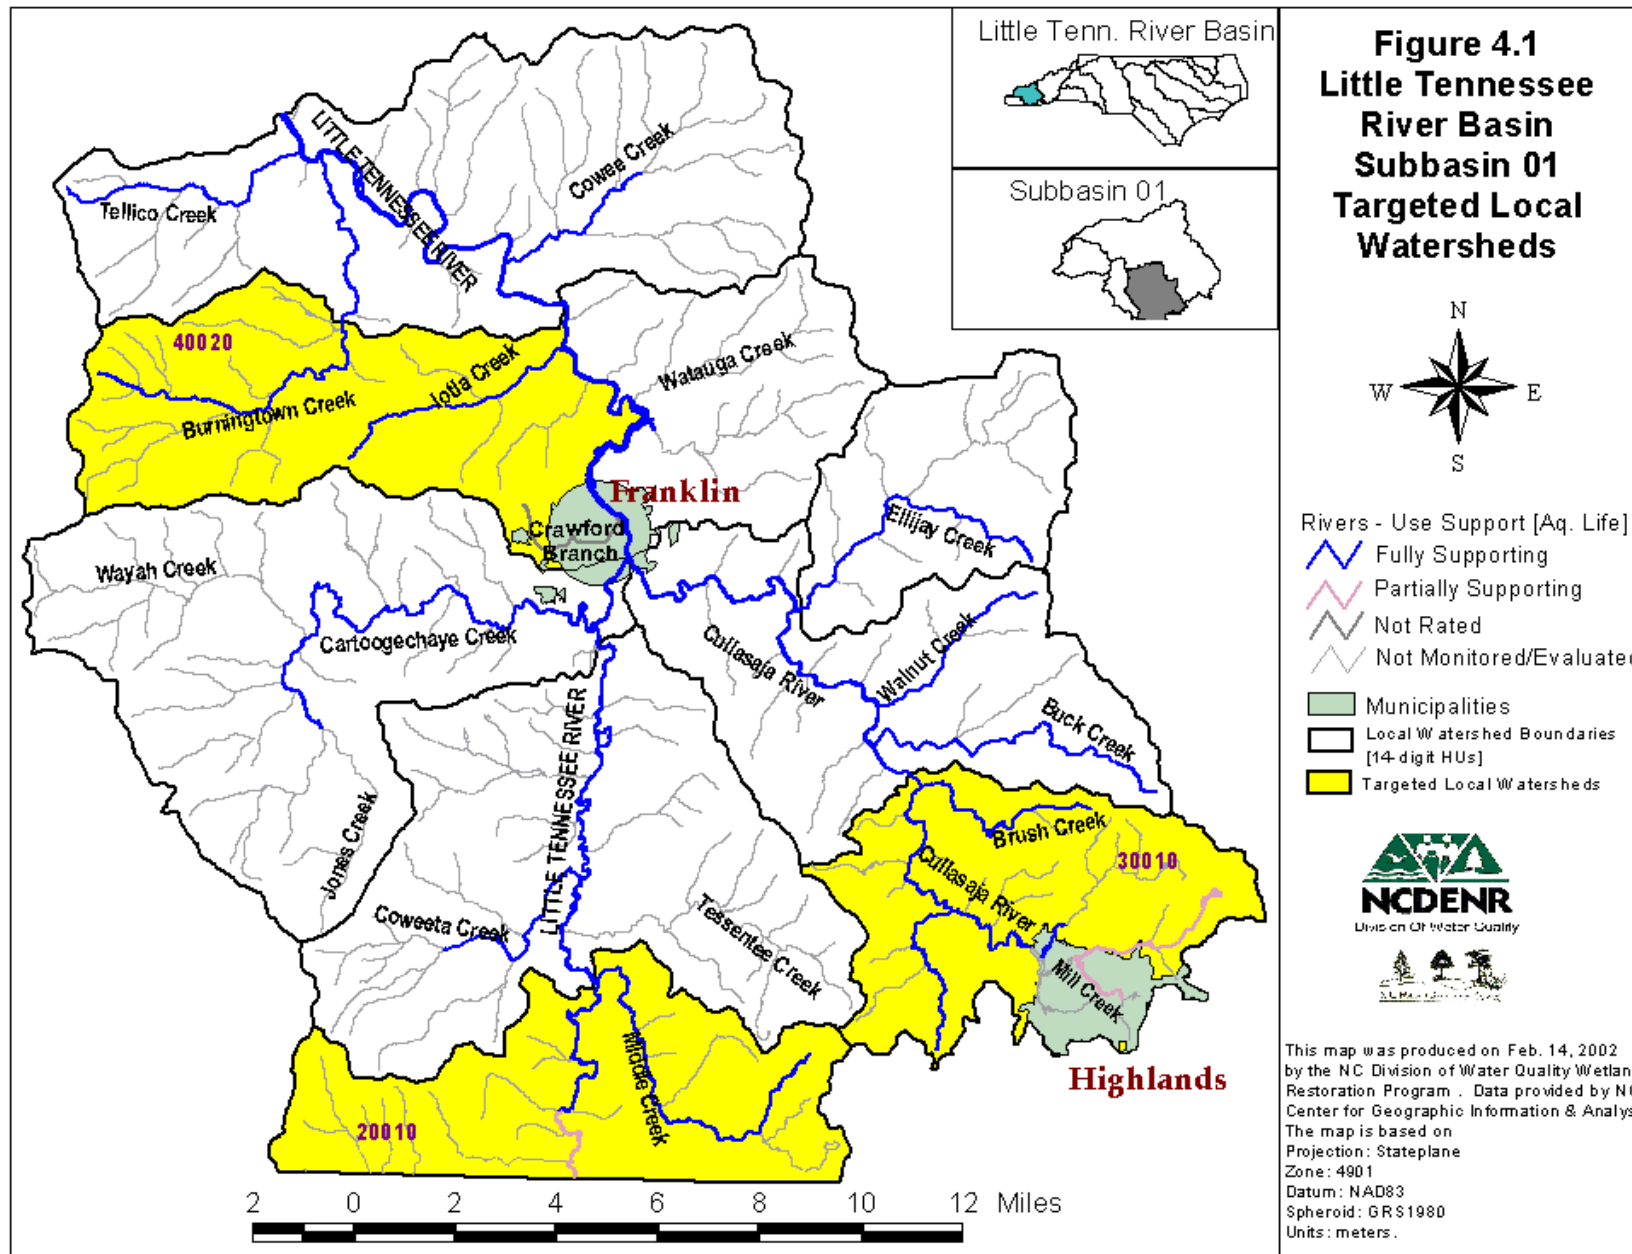 Little Tenn. River Basin
Subbasin 01
Figure 4.1
Little Tennessee
River Basin
Subbasin 01
Targeted Local
Watersheds
N
W
E
S
Rivers - Use Support [Aq. Life]
Fully Supporting
Partially Supporting
Not Rated
Not Monitored/Evaluated
Municipalities
Local Watershed Boundaries
[14-digit HUs]
Targeted Local Watersheds
NCDENR
Division Of Water Quality
This map was produced on Feb. 14, 2002
by the NC Division of Water Quality Wetlan
Restoration Program . Data provided by NC
Center for Geographic Information & Analys
The map is based on
Projection: Stateplane
Zone: 4901
Datum: NAD83
Spheroid: GRS1980
Units: meters.
LITTLE TENNESSEE RIVER
Cowee Creek
Tellico Creek
40020
Burningtown Creek
Iotla Creek
Watauga Creek
Franklin
Crawford
Branch
Ellijay Creek
Wayah Creek
Cartoogechaye Creek
Cullasaja River
Walnut Creek
Buck Creek
LITTLE TENNESSEE RIVER
Jones Creek
Brush Creek
30010
Cullasaja River
Coweeta Creek
Tessentee Creek
Mill Creek
Middle Creek
Highlands
20010
2 0 2 4 6 8 10 12 Miles